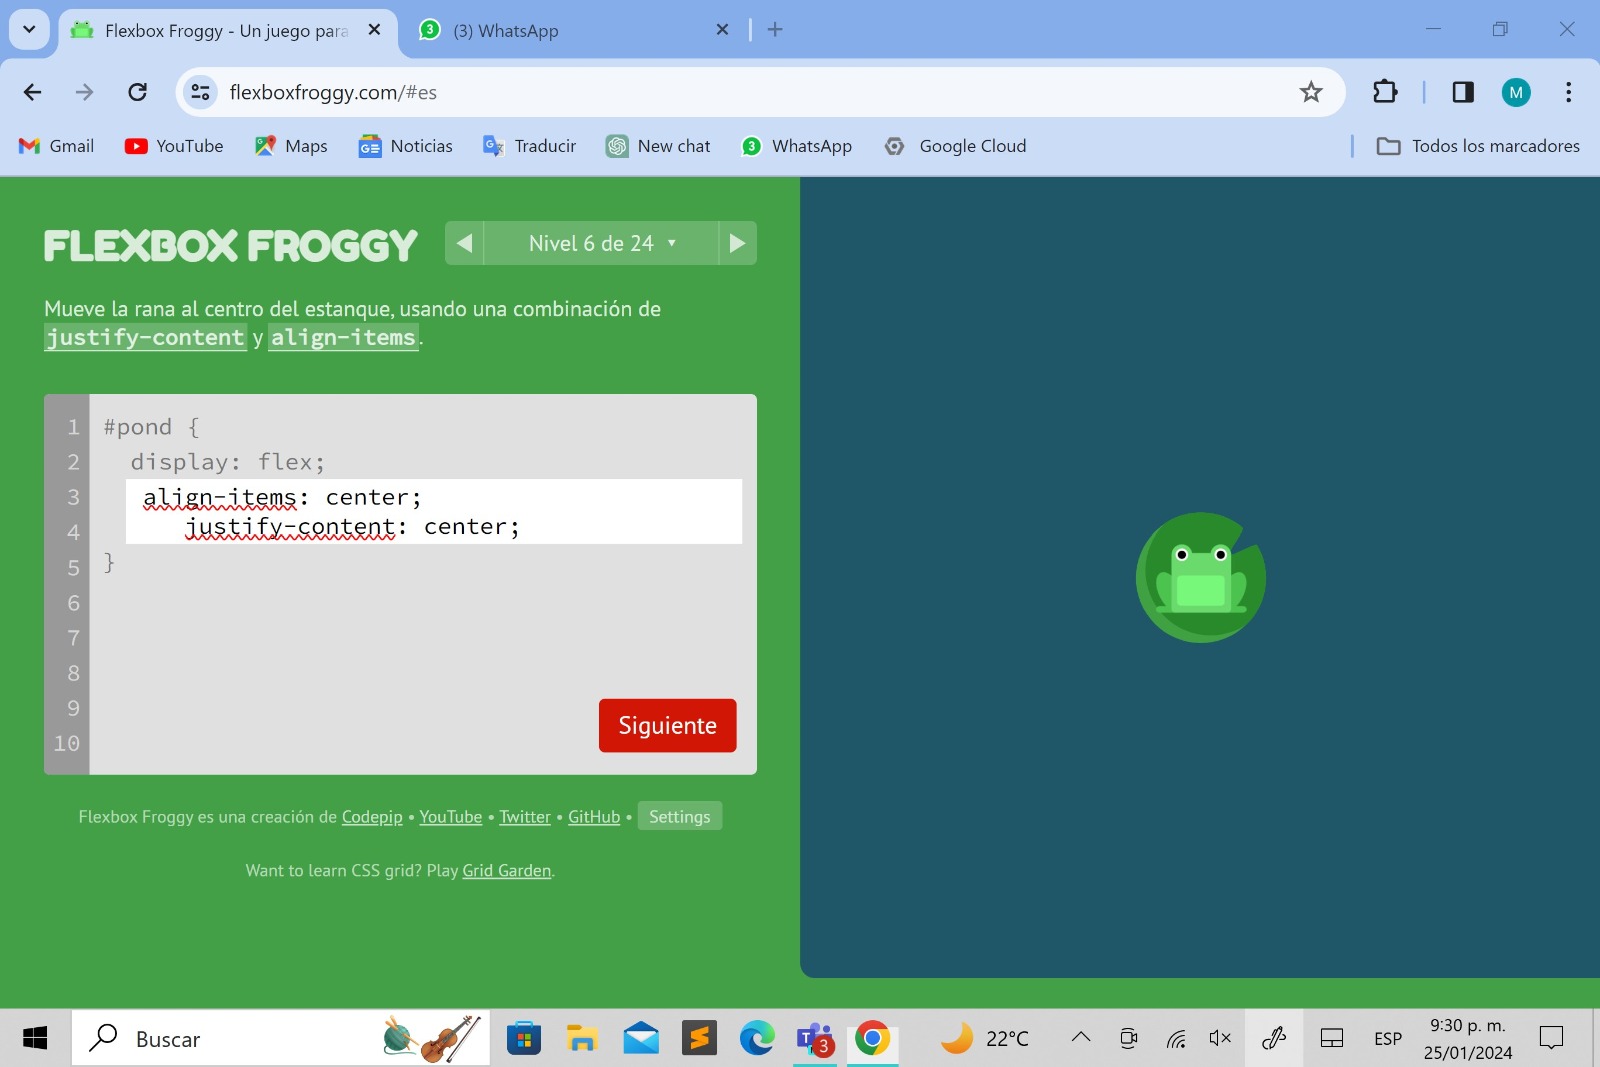 Flexbox Froggy - Un juego para
3
(3) WhatsApp
flexboxfroggy.com/#es
M
Gmail
YouTube
Maps
Noticias
Traducir
New chat
3
WhatsApp
Google Cloud
Todos los marcadores
FLEXBOX FROGGY
Nivel 6 de 24 ▾
Mueve la rana al centro del estanque, usando una combinación de
justify-content y align-items.
1 #pond {
2 display: flex;
3 align-items: center;
4 justify-content: center;
5 }
6
7
8
9
10
Siguiente
Flexbox Froggy es una creación de Codepip • YouTube • Twitter • GitHub • Settings
Want to learn CSS grid? Play Grid Garden.
Buscar
3
22°C
ESP
9:30 p. m.
25/01/2024